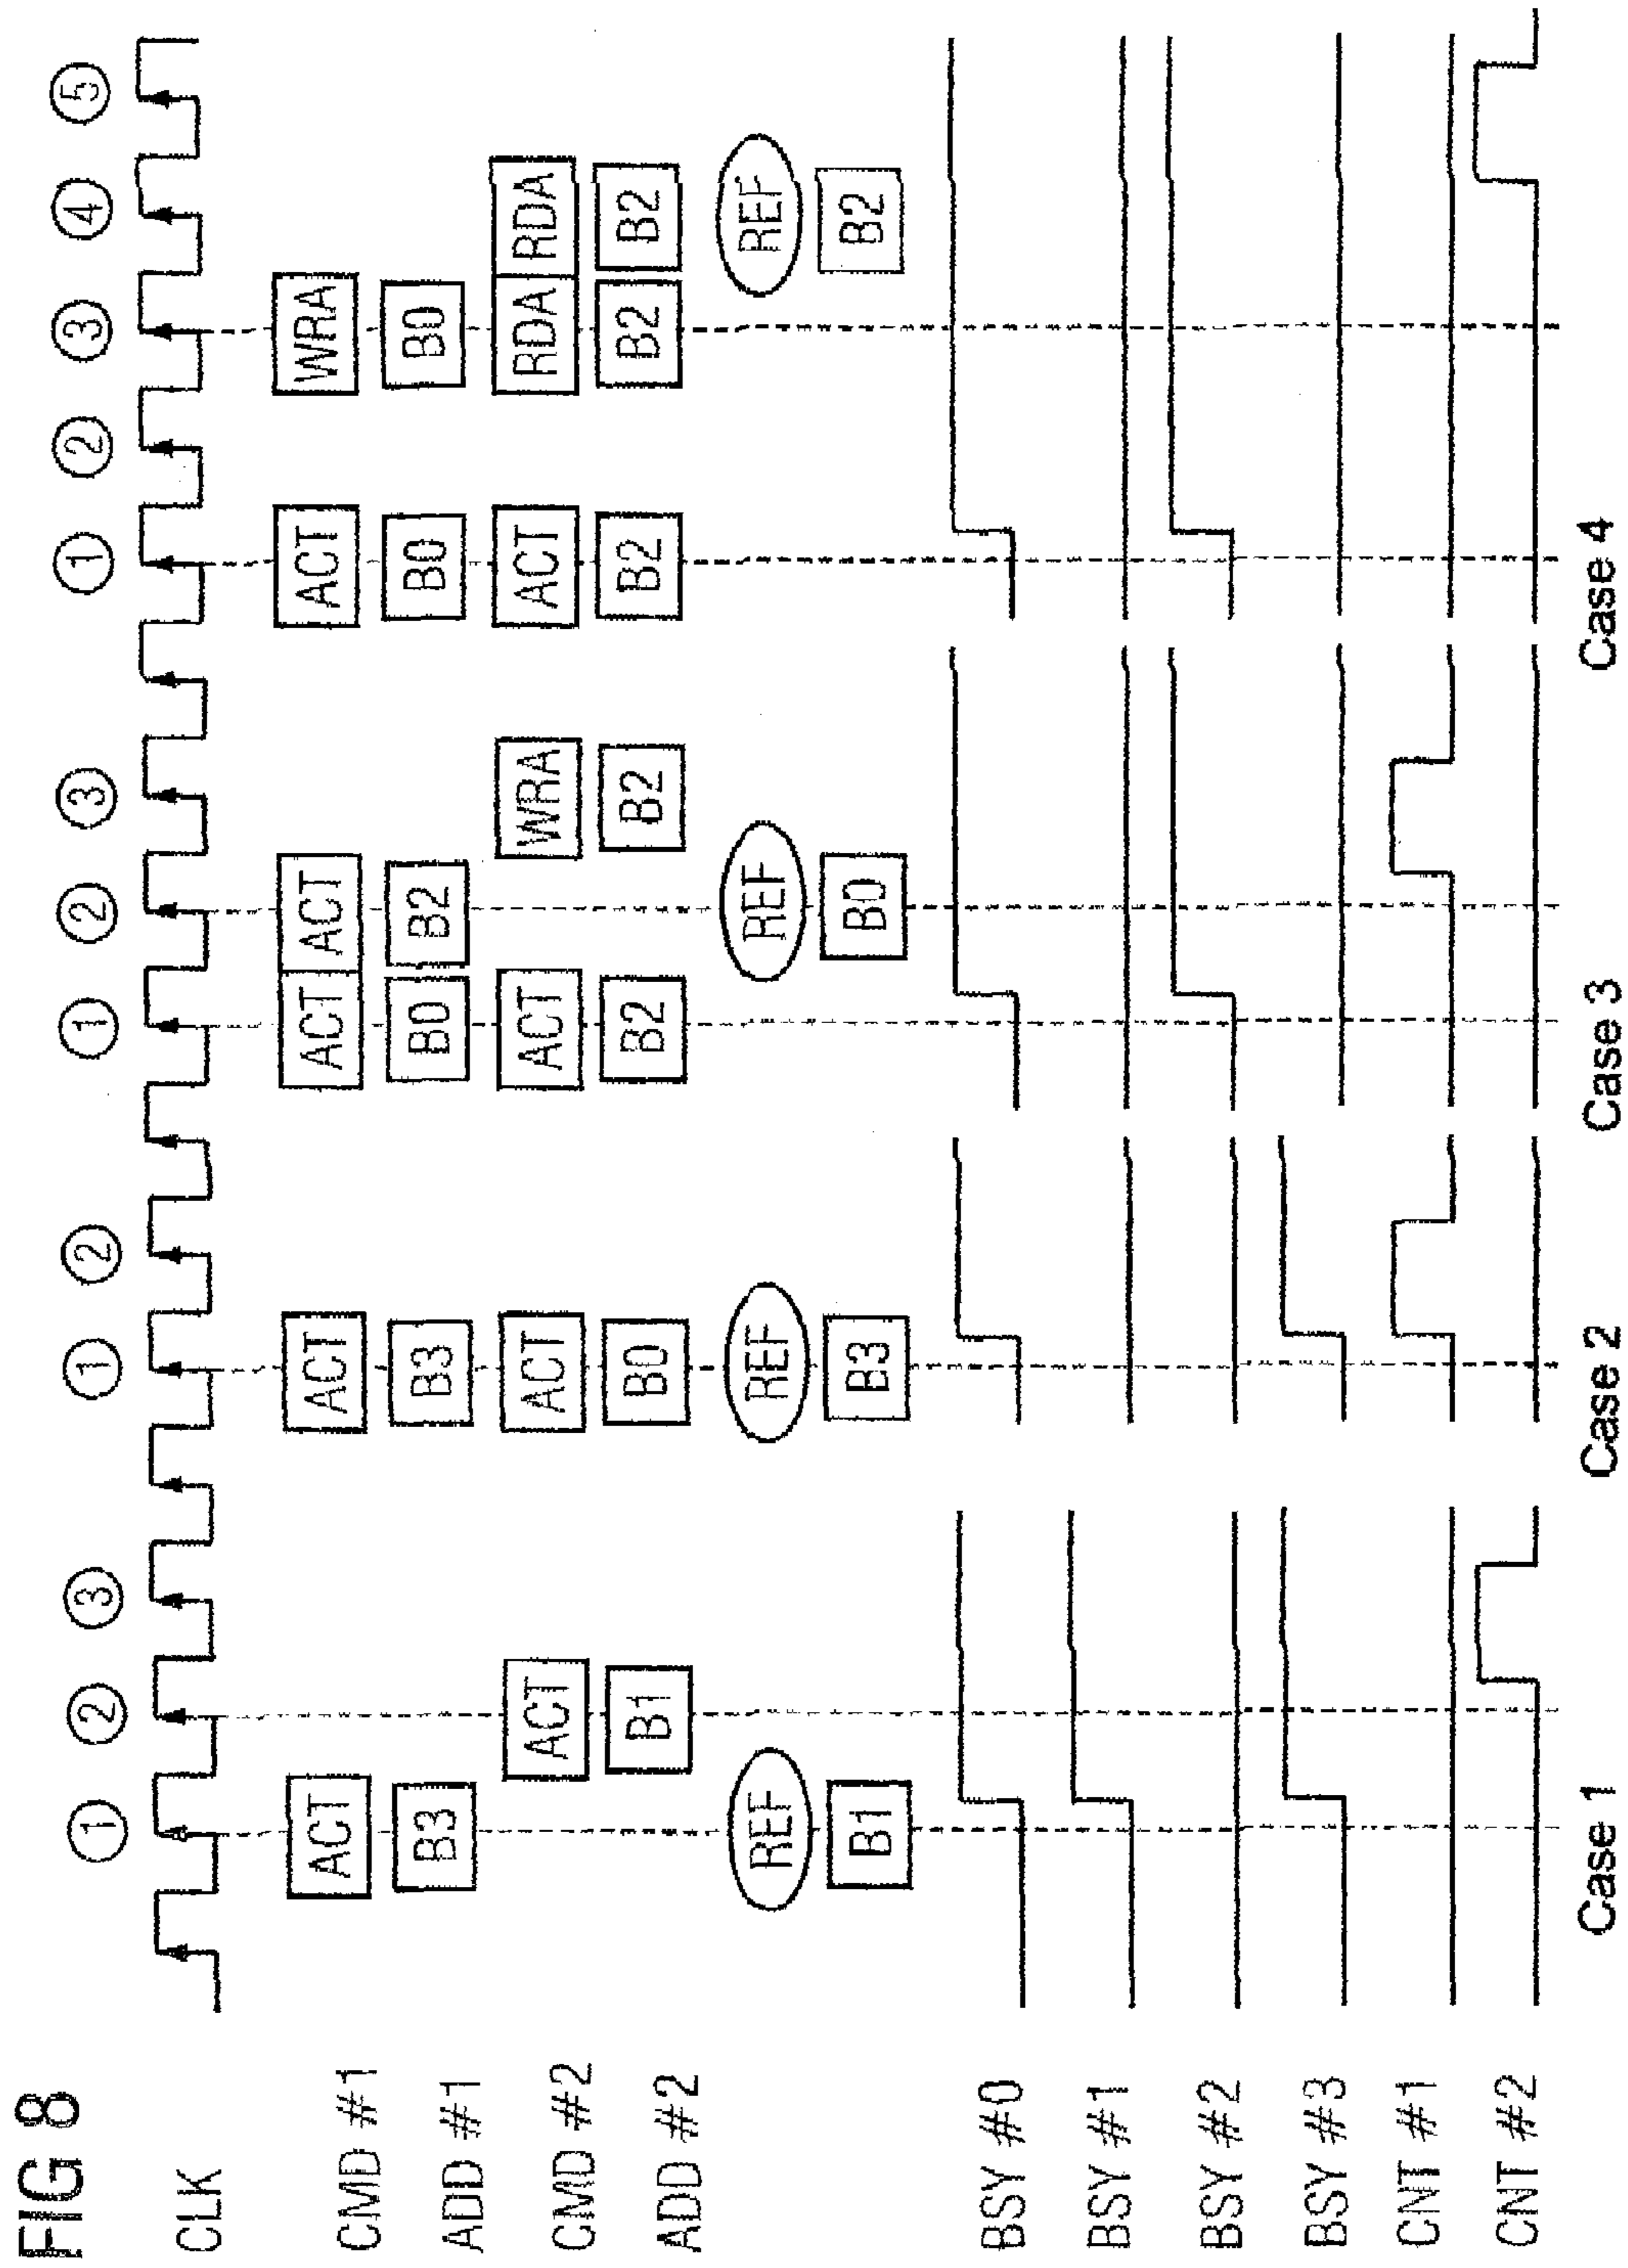 FIG 8
1 2 3 1 2 1 2 3 1 2 3 4 5
CLK
CMD #1 ACT ACT ACT ACT ACT WRA
ADD #1 B3 B3 B0 B2 B0 B0
CMD #2 ACT ACT ACT WRA ACT RDA RDA
ADD #2 B1 B0 B2 B2 B2 B2 B2
REF REF REF REF
B1 B3 B0 B2
BSY #0
BSY #1
BSY #2
BSY #3
CNT #1
CNT #2
Case 1 Case 2 Case 3 Case 4